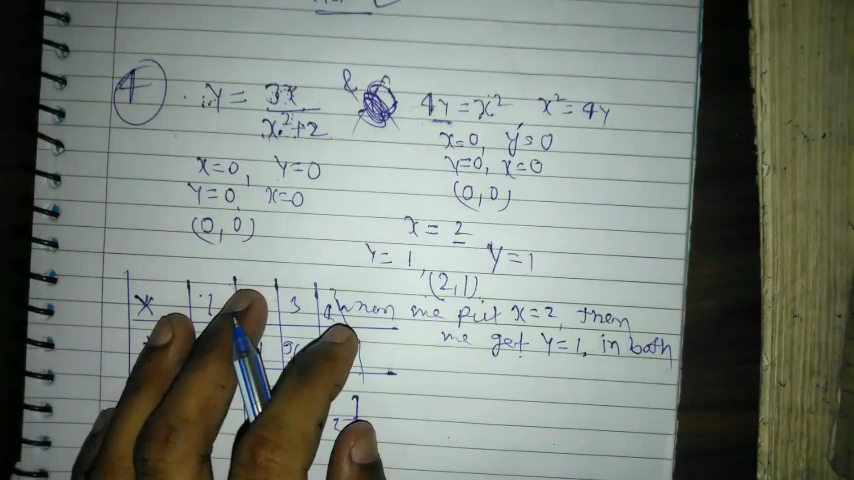 4
y = 3x / x²+2 & 4y = x² x² = 4y
x=0, y=0
x=0, y=0
y=0, x=0
y=0, x=0
(0,0)
(0,0)
x = 2
y = 1, y=1
(2,1)
x 1 3 4 when we put x=2, then
we get y=1, in both